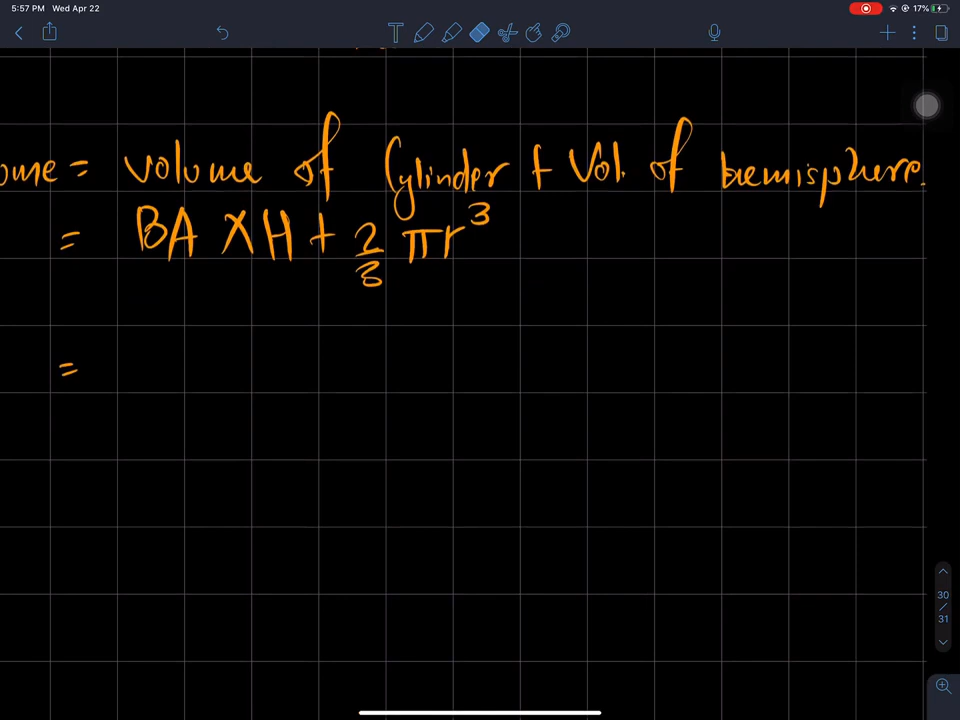 5:57 PM Wed Apr 22 17%
ome = volume of Cylinder + Vol. of hemisphere.
= BA X H + 2/3 πr³
=
30
/
31